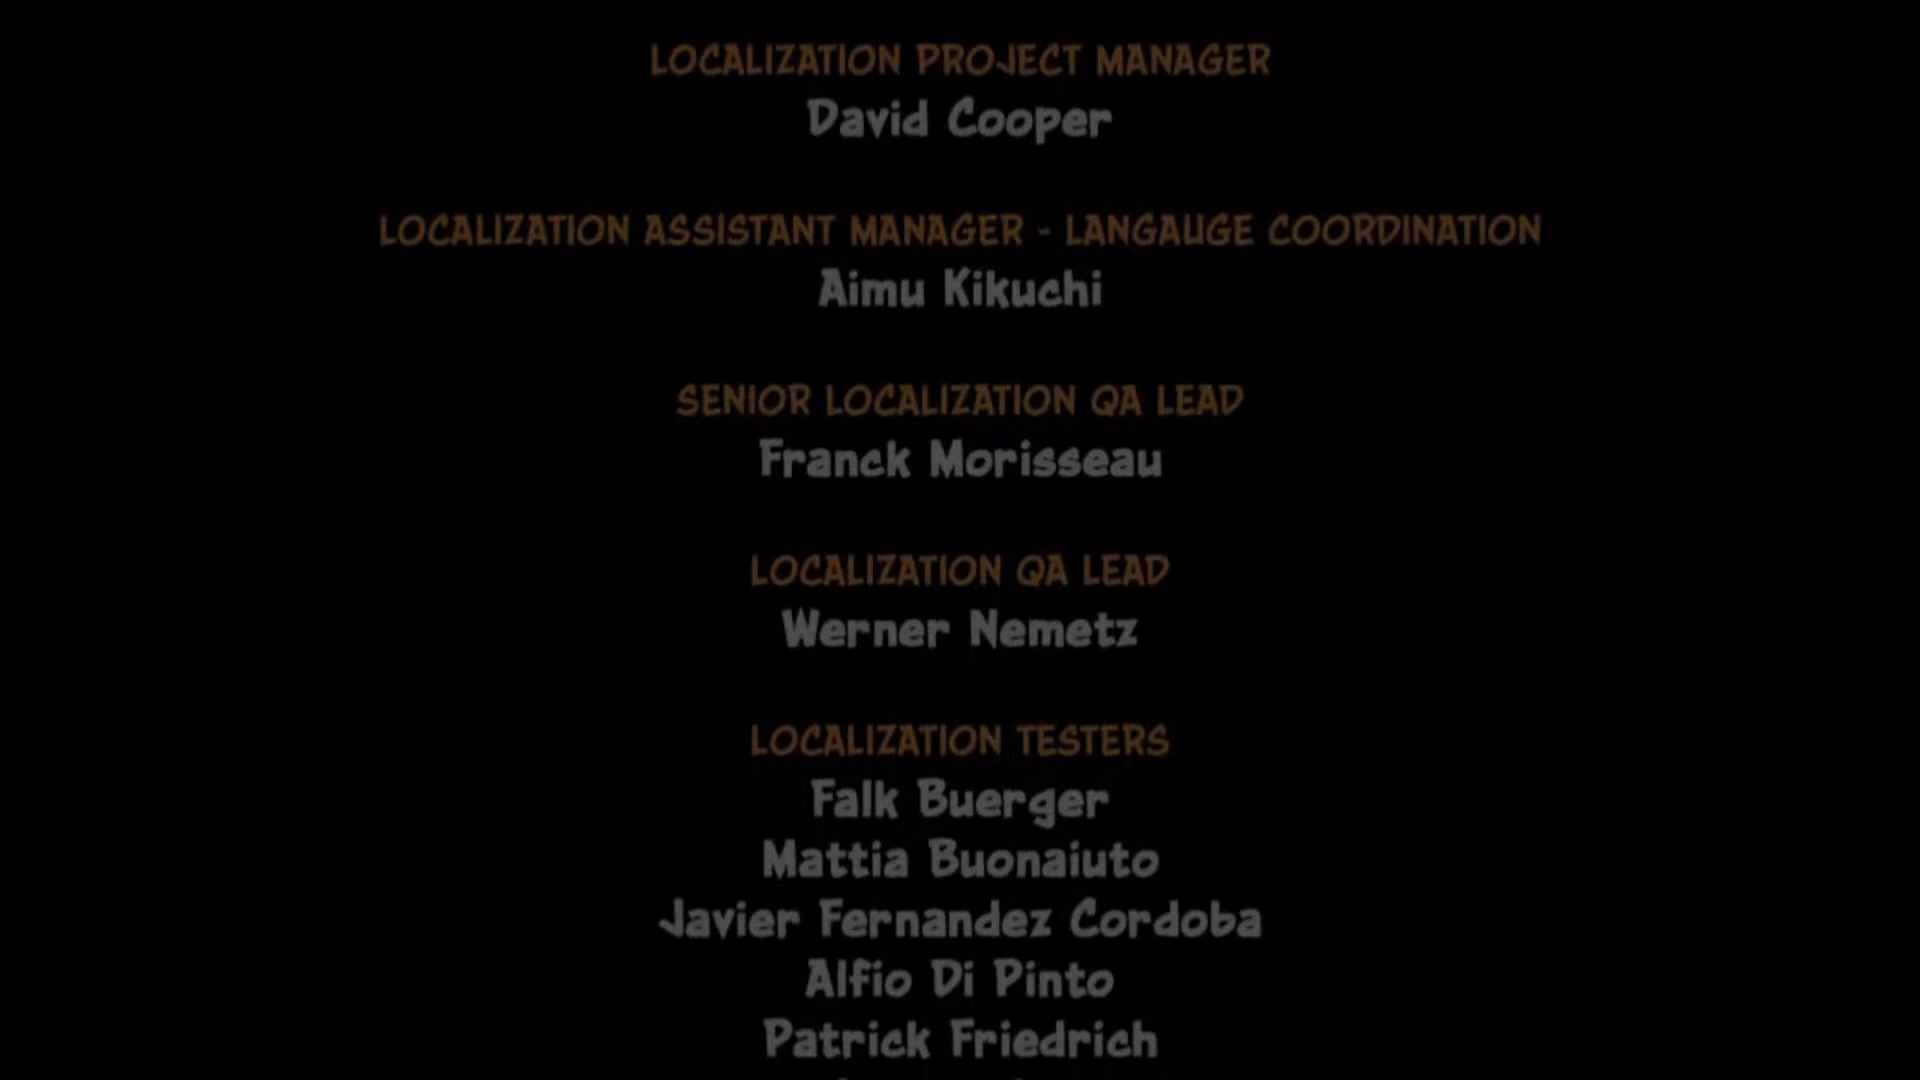 LOCALIZATION PROJECT MANAGER
David Cooper
LOCALIZATION ASSISTANT MANAGER - LANGAUGE COORDINATION
Aimu Kikuchi
SENIOR LOCALIZATION QA LEAD
Franck Morisseau
LOCALIZATION QA LEAD
Werner Nemetz
LOCALIZATION TESTERS
Falk Buerger
Mattia Buonaiuto
Javier Fernandez Cordoba
Alfio Di Pinto
Patrick Friedrich